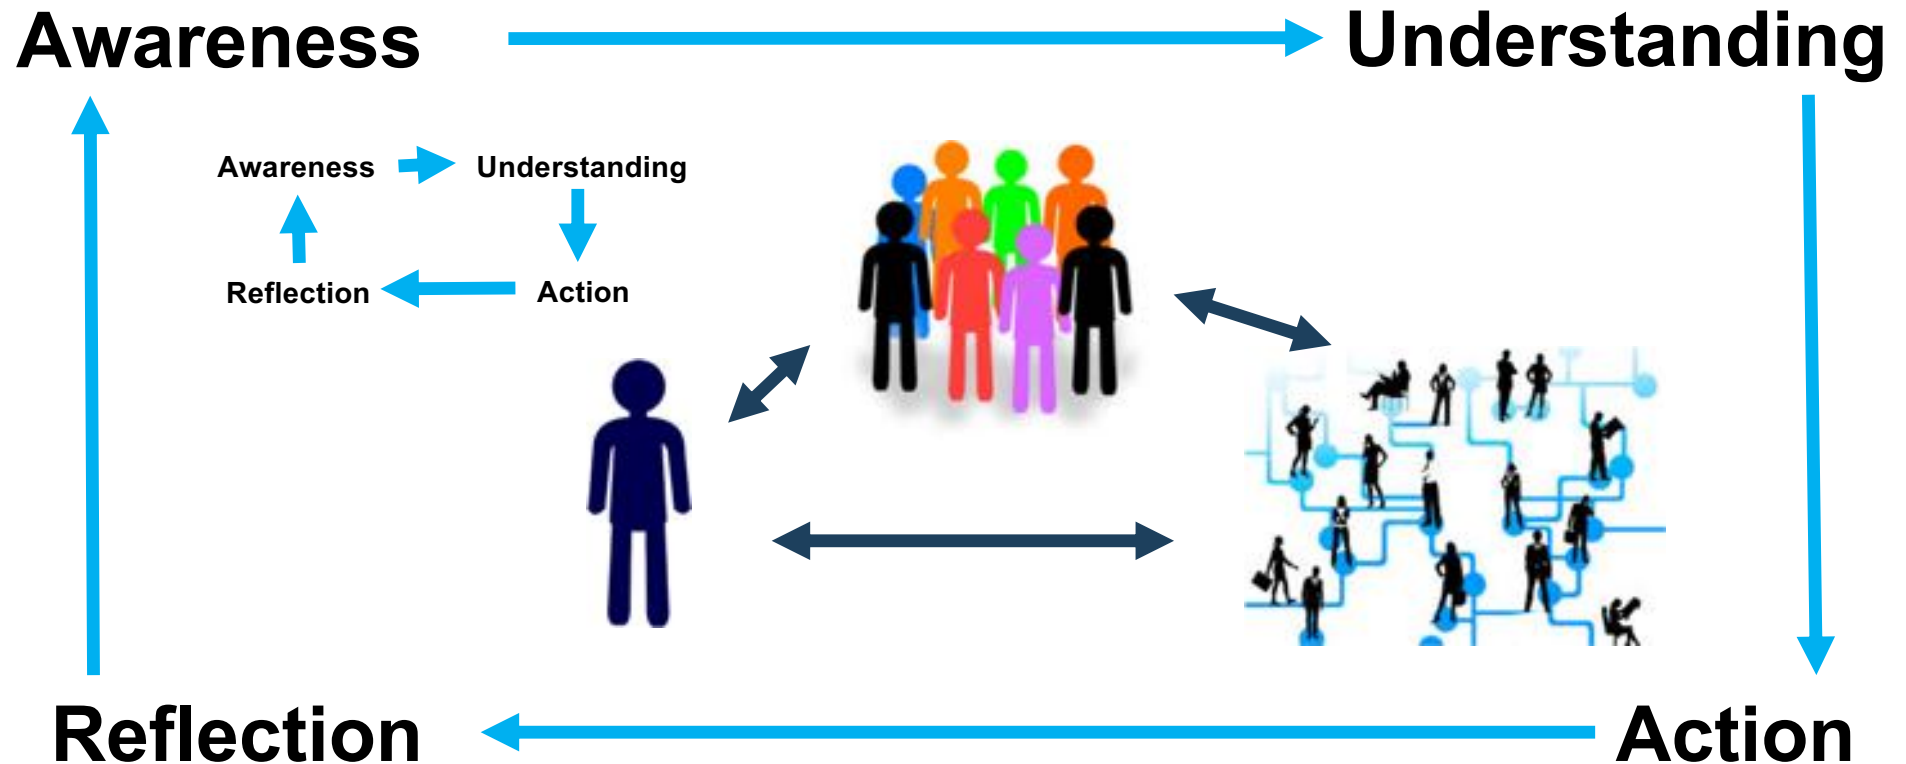 Awareness
Understanding
Awareness
Understanding
Reflection
Action
Reflection
Action